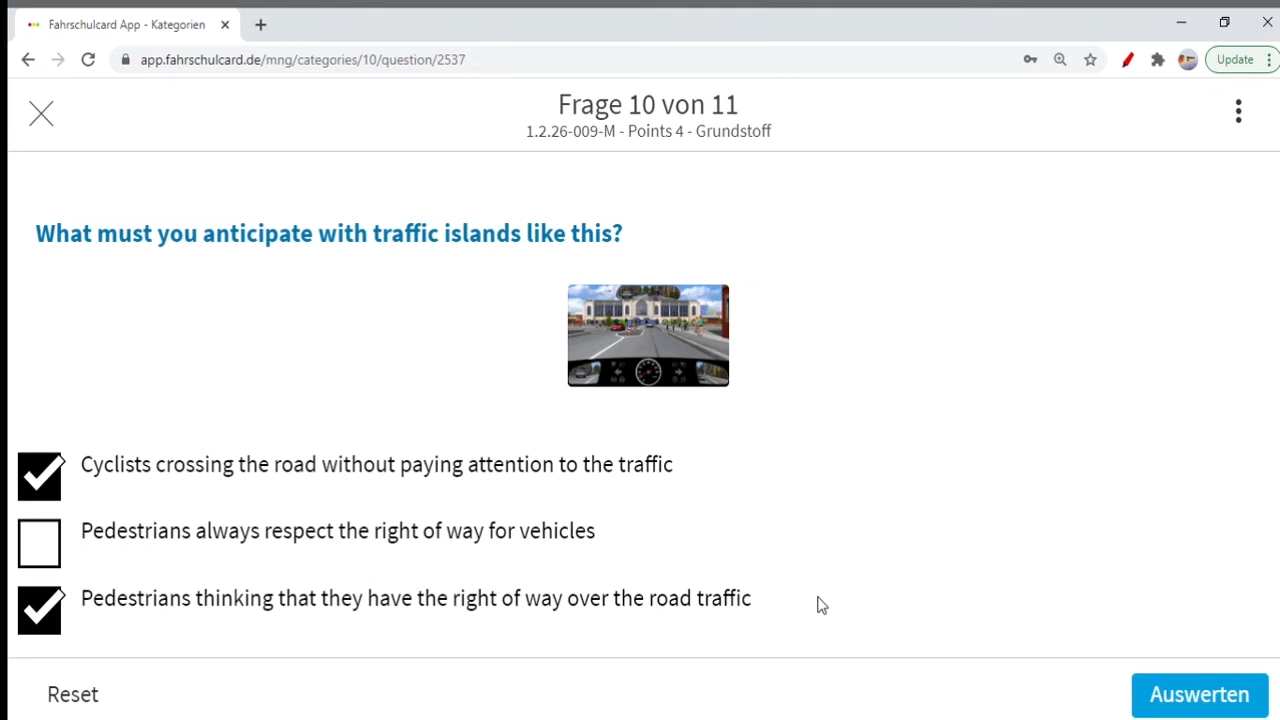 Fahrschulcard App - Kategorien
app.fahrschulcard.de/mng/categories/10/question/2537
Update
Frage 10 von 11
1.2.26-009-M - Points 4 - Grundstoff
What must you anticipate with traffic islands like this?
Cyclists crossing the road without paying attention to the traffic
Pedestrians always respect the right of way for vehicles
Pedestrians thinking that they have the right of way over the road traffic
Reset
Auswerten